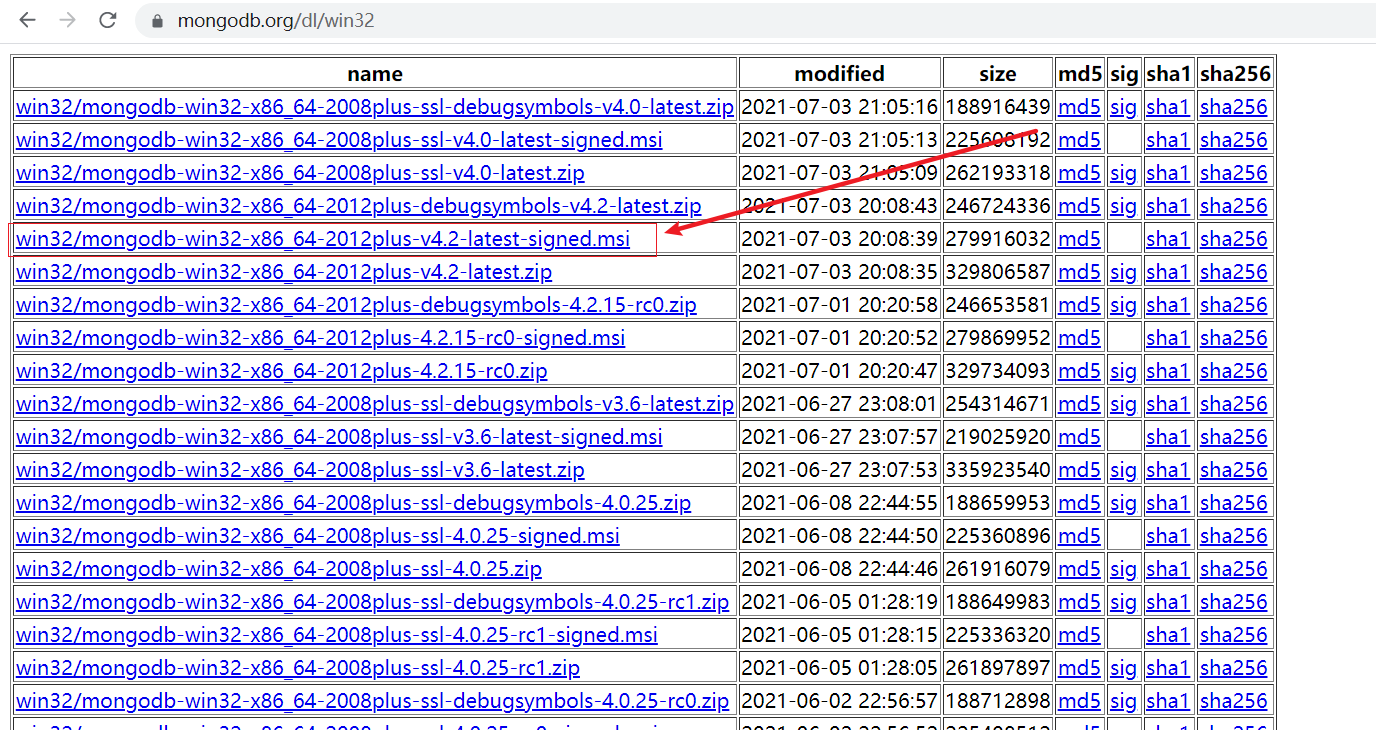 mongodb.org/dl/win32
name modified size md5 sig sha1 sha256
win32/mongodb-win32-x86_64-2008plus-ssl-debugsymbols-v4.0-latest.zip 2021-07-03 21:05:16 188916439 md5 sig sha1 sha256
win32/mongodb-win32-x86_64-2008plus-ssl-v4.0-latest-signed.msi 2021-07-03 21:05:13 225608192 md5 sha1 sha256
win32/mongodb-win32-x86_64-2008plus-ssl-v4.0-latest.zip 2021-07-03 21:05:09 262193318 md5 sig sha1 sha256
win32/mongodb-win32-x86_64-2012plus-debugsymbols-v4.2-latest.zip 2021-07-03 20:08:43 246724336 md5 sig sha1 sha256
win32/mongodb-win32-x86_64-2012plus-v4.2-latest-signed.msi 2021-07-03 20:08:39 279916032 md5 sha1 sha256
win32/mongodb-win32-x86_64-2012plus-v4.2-latest.zip 2021-07-03 20:08:35 329806587 md5 sig sha1 sha256
win32/mongodb-win32-x86_64-2012plus-debugsymbols-4.2.15-rc0.zip 2021-07-01 20:20:58 246653581 md5 sig sha1 sha256
win32/mongodb-win32-x86_64-2012plus-4.2.15-rc0-signed.msi 2021-07-01 20:20:52 279869952 md5 sha1 sha256
win32/mongodb-win32-x86_64-2012plus-4.2.15-rc0.zip 2021-07-01 20:20:47 329734093 md5 sig sha1 sha256
win32/mongodb-win32-x86_64-2008plus-ssl-debugsymbols-v3.6-latest.zip 2021-06-27 23:08:01 254314671 md5 sig sha1 sha256
win32/mongodb-win32-x86_64-2008plus-ssl-v3.6-latest-signed.msi 2021-06-27 23:07:57 219025920 md5 sha1 sha256
win32/mongodb-win32-x86_64-2008plus-ssl-v3.6-latest.zip 2021-06-27 23:07:53 335923540 md5 sig sha1 sha256
win32/mongodb-win32-x86_64-2008plus-ssl-debugsymbols-4.0.25.zip 2021-06-08 22:44:55 188659953 md5 sig sha1 sha256
win32/mongodb-win32-x86_64-2008plus-ssl-4.0.25-signed.msi 2021-06-08 22:44:50 225360896 md5 sha1 sha256
win32/mongodb-win32-x86_64-2008plus-ssl-4.0.25.zip 2021-06-08 22:44:46 261916079 md5 sig sha1 sha256
win32/mongodb-win32-x86_64-2008plus-ssl-debugsymbols-4.0.25-rc1.zip 2021-06-05 01:28:19 188649983 md5 sig sha1 sha256
win32/mongodb-win32-x86_64-2008plus-ssl-4.0.25-rc1-signed.msi 2021-06-05 01:28:15 225336320 md5 sha1 sha256
win32/mongodb-win32-x86_64-2008plus-ssl-4.0.25-rc1.zip 2021-06-05 01:28:05 261897897 md5 sig sha1 sha256
win32/mongodb-win32-x86_64-2008plus-ssl-debugsymbols-4.0.25-rc0.zip 2021-06-02 22:56:57 188712898 md5 sig sha1 sha256